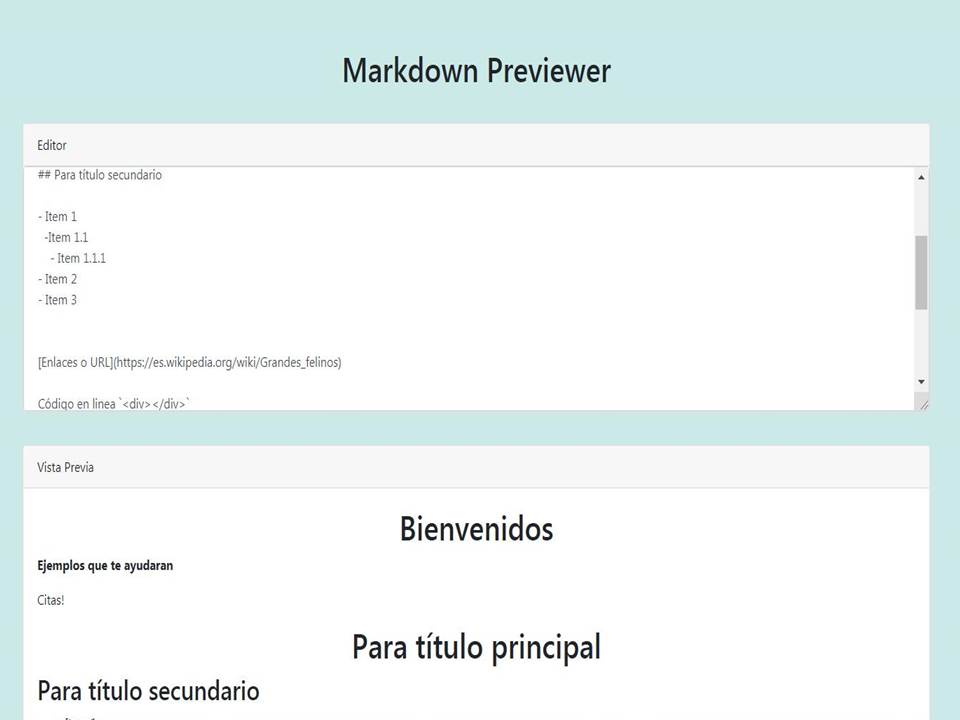 Markdown Previewer
Editor
## Para título secundario
- Item 1
-Item 1.1
- Item 1.1.1
- Item 2
- Item 3
[Enlaces o URL](https://es.wikipedia.org/wiki/Grandes_felinos)
Código en linea `<div></div>`
Vista Previa
Bienvenidos
Ejemplos que te ayudaran
Citas!
Para título principal
Para título secundario